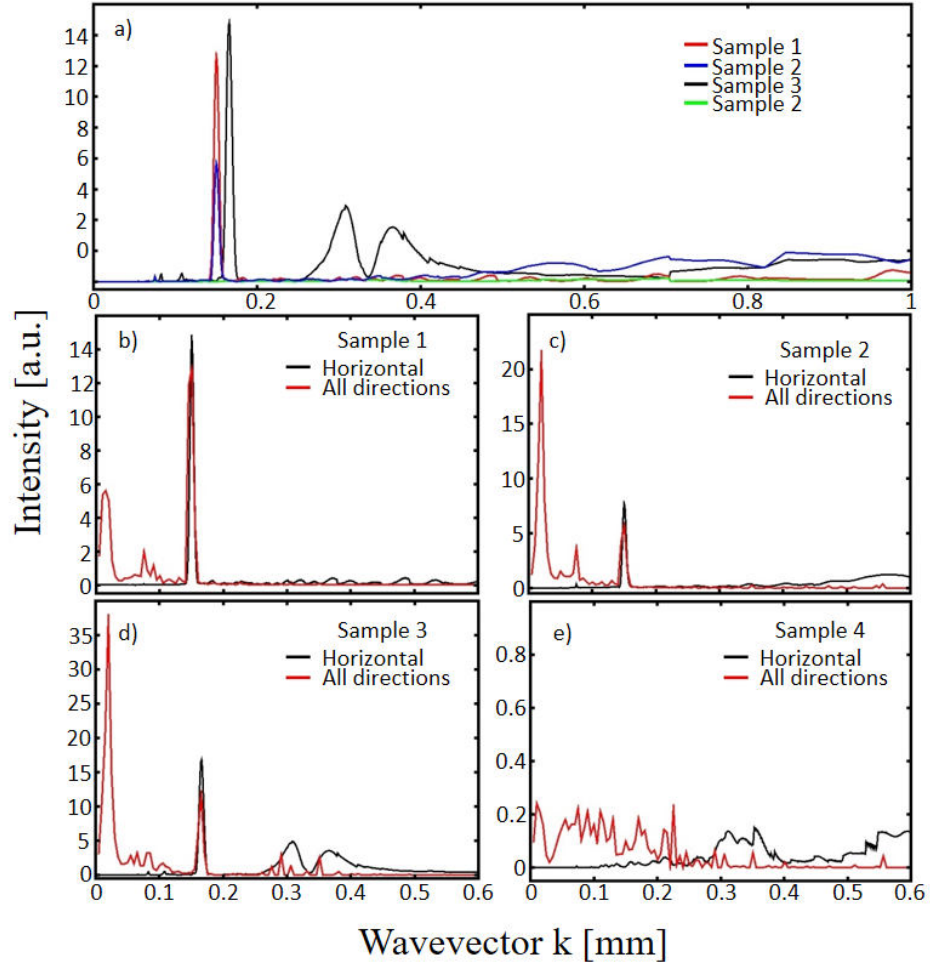 a)
14
12
10
8
6
4
2
0
Sample 1
Sample 2
Sample 3
Sample 2
0 0.2 0.4 0.6 0.8 1
Intensity [a.u.]
b) Sample 1
Horizontal
All directions
14
12
10
8
6
4
2
0
c) Sample 2
Horizontal
All directions
20
15
10
5
0
d) Sample 3
Horizontal
All directions
35
30
25
20
15
10
5
0
0 0.1 0.2 0.3 0.4 0.5 0.6
e) Sample 4
Horizontal
All directions
0.8
0.6
0.4
0.2
0
0 0.1 0.2 0.3 0.4 0.5 0.6
Wavevector k [mm]